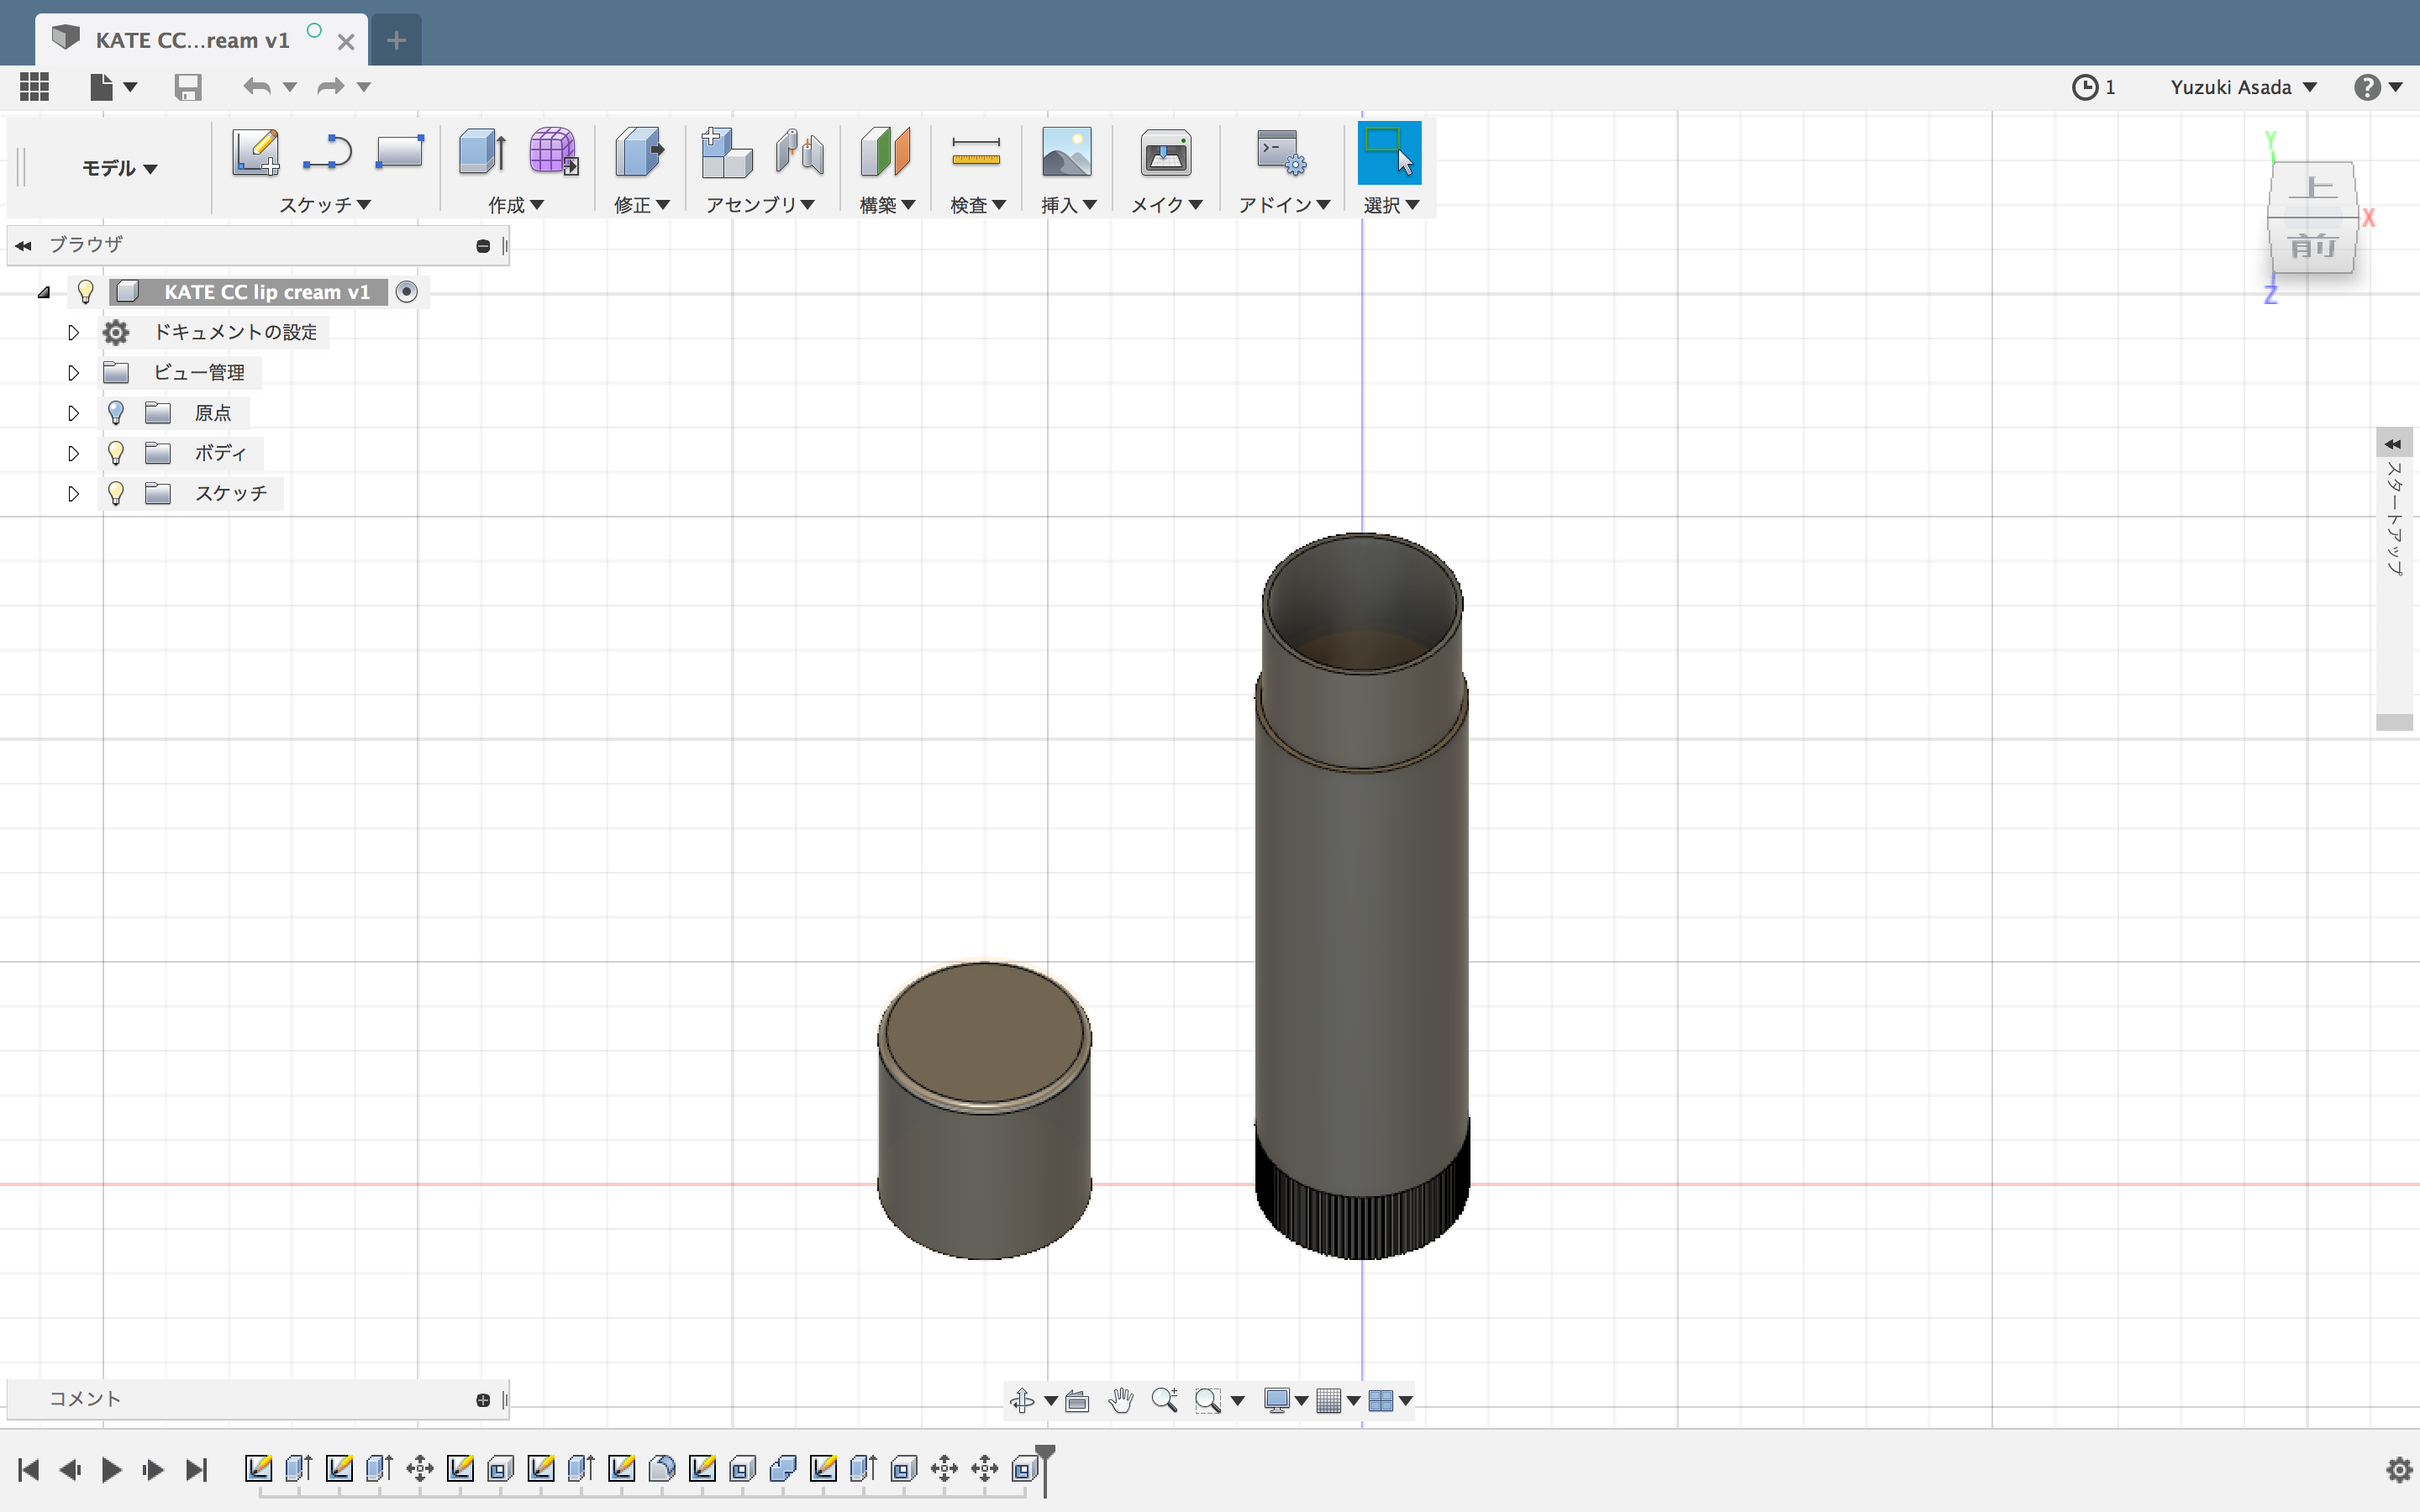 KATE CC...ream v1
1
Yuzuki Asada
モデル
スケッチ
作成
修正
アセンブリ
構築
検査
挿入
メイク
アドイン
選択
ブラウザ
KATE CC lip cream v1
ドキュメントの設定
ビュー管理
原点
ボディ
スケッチ
Y
上
X
前
Z
スタートアップ
コメント